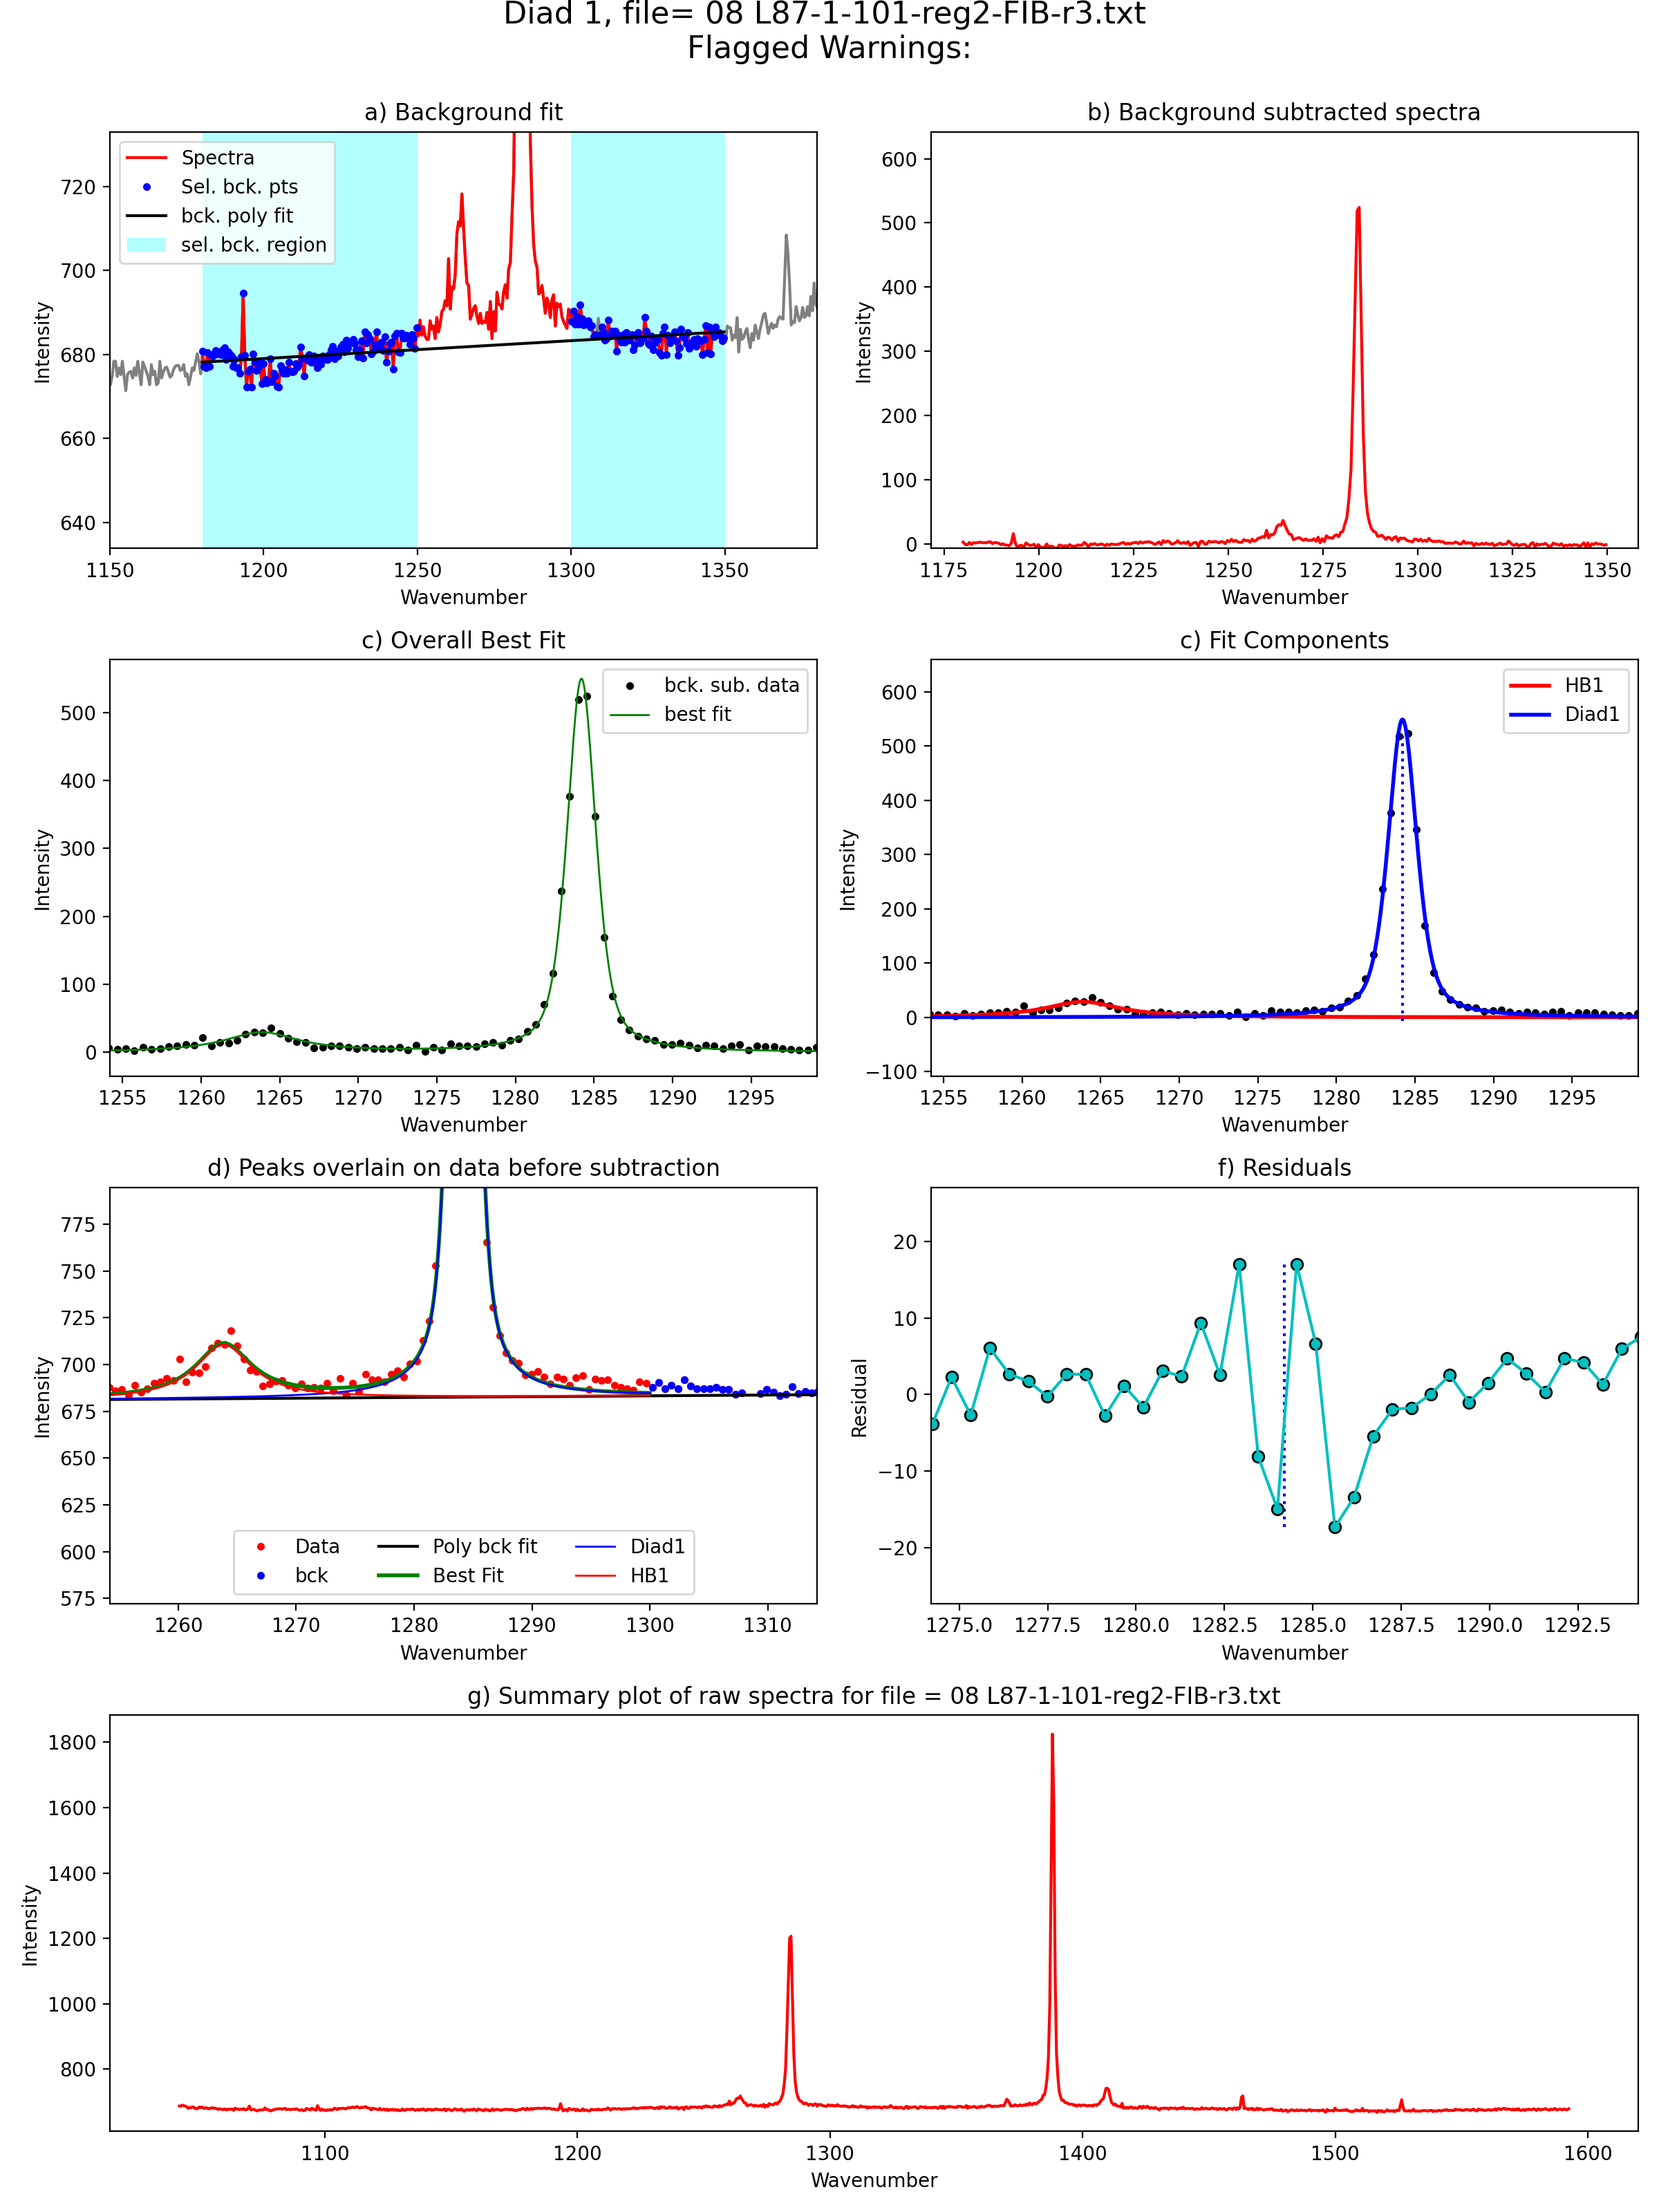 Diad 1, file= 08 L87-1-101-reg2-FIB-r3.txt
Flagged Warnings:
a) Background fit
Spectra
Sel. bck. pts
bck. poly fit
sel. bck. region
Intensity
720
700
680
660
640
1150
1200
1250
1300
1350
Wavenumber
b) Background subtracted spectra
Intensity
600
500
400
300
200
100
0
1175
1200
1225
1250
1275
1300
1325
1350
Wavenumber
c) Overall Best Fit
bck. sub. data
best fit
Intensity
500
400
300
200
100
0
1255
1260
1265
1270
1275
1280
1285
1290
1295
Wavenumber
c) Fit Components
HB1
Diad1
Intensity
600
500
400
300
200
100
0
−100
1255
1260
1265
1270
1275
1280
1285
1290
1295
Wavenumber
d) Peaks overlain on data before subtraction
Intensity
775
750
725
700
675
650
625
600
575
Data
bck
Poly bck fit
Best Fit
Diad1
HB1
1260
1270
1280
1290
1300
1310
Wavenumber
f) Residuals
Residual
20
10
0
−10
−20
1275.0
1277.5
1280.0
1282.5
1285.0
1287.5
1290.0
1292.5
Wavenumber
g) Summary plot of raw spectra for file = 08 L87-1-101-reg2-FIB-r3.txt
Intensity
1800
1600
1400
1200
1000
800
1100
1200
1300
1400
1500
1600
Wavenumber